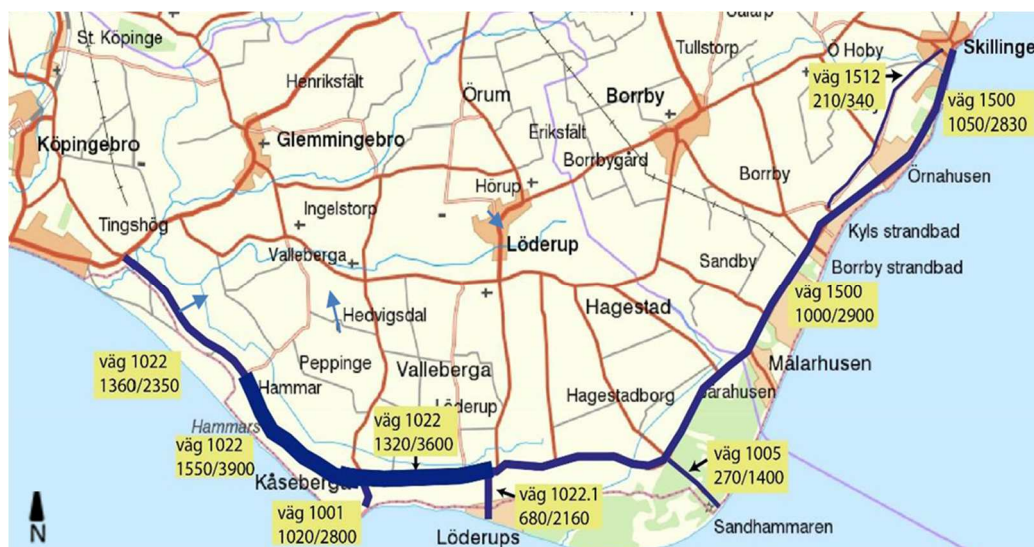 St. Köpinge
Salarp
Tullstorp
Ö Hoby
Skillinge
väg 1512
210/340
Henriksfält
Örum
Borrby
väg 1500
1050/2830
Köpingebro
Glemmingebro
Eriksfält
Borrbygård
Borrby
Örnahusen
Hörup
Tingshög
Ingelstorp
Löderup
Kyls strandbad
Valleberga
Sandby
Borrby strandbad
väg 1500
1000/2900
Hedvigsdal
Hagestad
väg 1022
1360/2350
Peppinge
Valleberga
Mälarhusen
Hammar
Hagestadborg
Löderup
väg 1022
1320/3600
Hammars
väg 1022
1550/3900
väg 1005
270/1400
Kåseberga
väg 1001
1020/2800
väg 1022.1
680/2160
Löderups
Sandhammaren
N